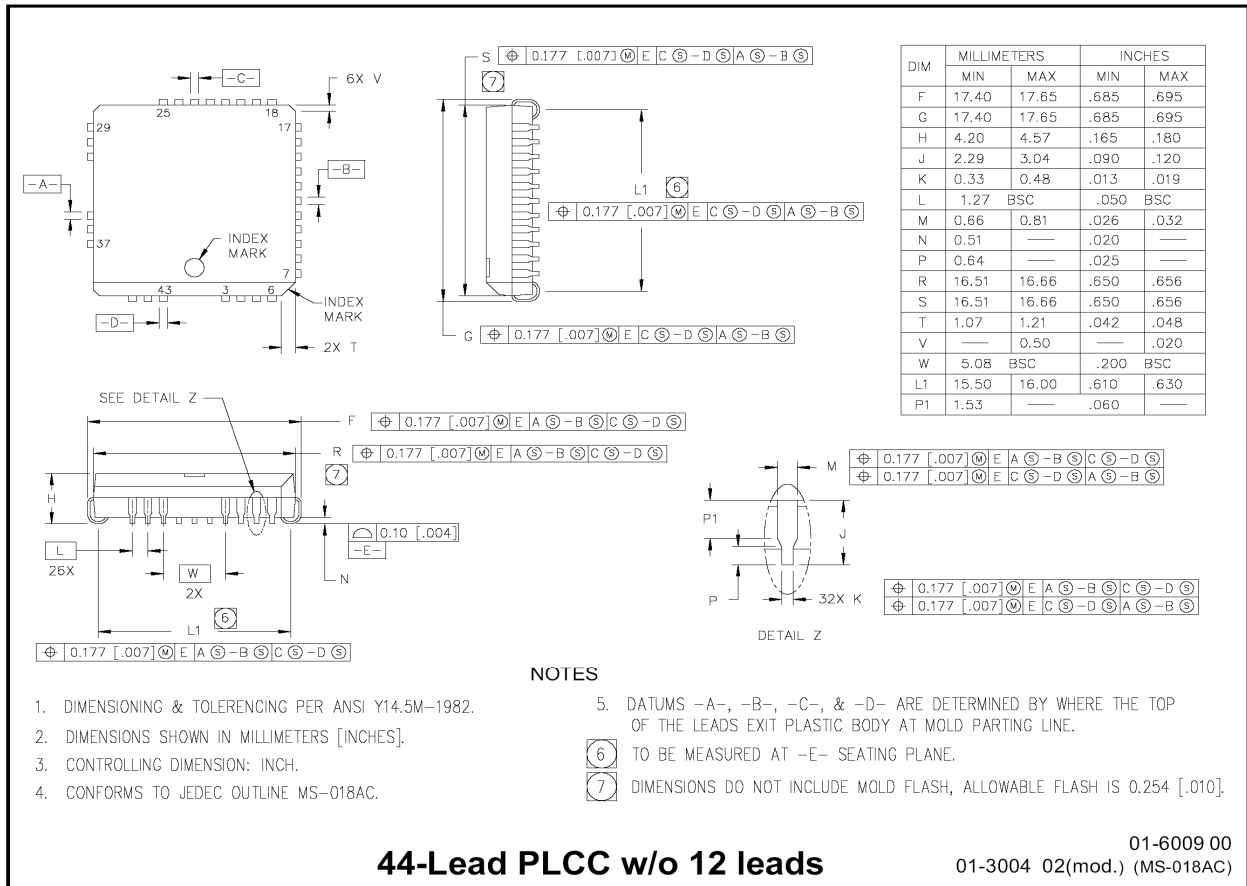 -C-
6X V
25
18
29
17
-A-
-B-
INDEX
MARK
37
7
43
3
6
INDEX
MARK
-D-
2X T
S ⌖ 0.177 [.007]Ⓜ E C Ⓢ-D Ⓢ A Ⓢ-B Ⓢ
7
L1 6
⌖ 0.177 [.007]Ⓜ E C Ⓢ-D Ⓢ A Ⓢ-B Ⓢ
G ⌖ 0.177 [.007]Ⓜ E C Ⓢ-D Ⓢ A Ⓢ-B Ⓢ
DIM MILLIMETERS INCHES
MIN MAX MIN MAX
F 17.40 17.65 .685 .695
G 17.40 17.65 .685 .695
H 4.20 4.57 .165 .180
J 2.29 3.04 .090 .120
K 0.33 0.48 .013 .019
L 1.27 BSC .050 BSC
M 0.66 0.81 .026 .032
N 0.51 — .020 —
P 0.64 — .025 —
R 16.51 16.66 .650 .656
S 16.51 16.66 .650 .656
T 1.07 1.21 .042 .048
V — 0.50 — .020
W 5.08 BSC .200 BSC
L1 15.50 16.00 .610 .630
P1 1.53 — .060 —
SEE DETAIL Z
F ⌖ 0.177 [.007]Ⓜ E A Ⓢ-B Ⓢ C Ⓢ-D Ⓢ
R ⌖ 0.177 [.007]Ⓜ E A Ⓢ-B Ⓢ C Ⓢ-D Ⓢ
7
H
⌓ 0.10 [.004]
-E-
L
26X
W
2X
N
6
L1
⌖ 0.177 [.007]Ⓜ E A Ⓢ-B Ⓢ C Ⓢ-D Ⓢ
M ⌖ 0.177 [.007]Ⓜ E A Ⓢ-B Ⓢ C Ⓢ-D Ⓢ
⌖ 0.177 [.007]Ⓜ E C Ⓢ-D Ⓢ A Ⓢ-B Ⓢ
P1
J
P
32X K
⌖ 0.177 [.007]Ⓜ E A Ⓢ-B Ⓢ C Ⓢ-D Ⓢ
⌖ 0.177 [.007]Ⓜ E C Ⓢ-D Ⓢ A Ⓢ-B Ⓢ
DETAIL Z
NOTES
1. DIMENSIONING & TOLERENCING PER ANSI Y14.5M-1982.
2. DIMENSIONS SHOWN IN MILLIMETERS [INCHES].
3. CONTROLLING DIMENSION: INCH.
4. CONFORMS TO JEDEC OUTLINE MS-018AC.
5. DATUMS -A-, -B-, -C-, & -D- ARE DETERMINED BY WHERE THE TOP
OF THE LEADS EXIT PLASTIC BODY AT MOLD PARTING LINE.
6 TO BE MEASURED AT -E- SEATING PLANE.
7 DIMENSIONS DO NOT INCLUDE MOLD FLASH, ALLOWABLE FLASH IS 0.254 [.010].
44-Lead PLCC w/o 12 leads
01-6009 00
01-3004 02(mod.) (MS-018AC)